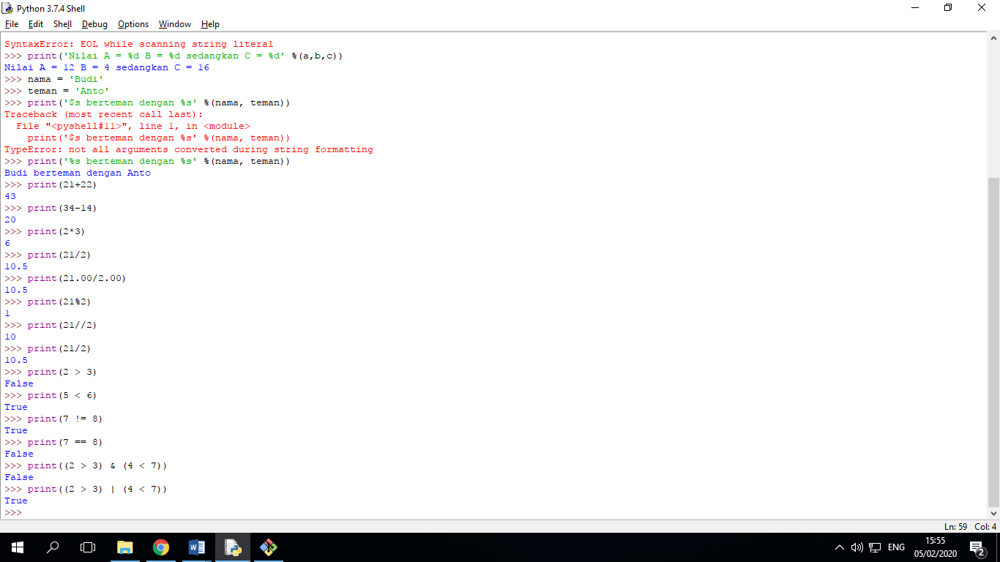 Python 3.7.4 Shell
File Edit Shell Debug Options Window Help
SyntaxError: EOL while scanning string literal
>>> print('Nilai A = %d B = %d sedangkan C = %d' %(a,b,c))
Nilai A = 12 B = 4 sedangkan C = 16
>>> nama = 'Budi'
>>> teman = 'Anto'
>>> print('$s berteman dengan %s' %(nama, teman))
Traceback (most recent call last):
  File "<pyshell#11>", line 1, in <module>
    print('$s berteman dengan %s' %(nama, teman))
TypeError: not all arguments converted during string formatting
>>> print('%s berteman dengan %s' %(nama, teman))
Budi berteman dengan Anto
>>> print(21+22)
43
>>> print(34-14)
20
>>> print(2*3)
6
>>> print(21/2)
10.5
>>> print(21.00/2.00)
10.5
>>> print(21%2)
1
>>> print(21//2)
10
>>> print(21/2)
10.5
>>> print(2 > 3)
False
>>> print(5 < 6)
True
>>> print(7 != 8)
True
>>> print(7 == 8)
False
>>> print((2 > 3) & (4 < 7))
False
>>> print((2 > 3) | (4 < 7))
True
>>>
Ln: 59 Col: 4
ENG
15:55
05/02/2020
2